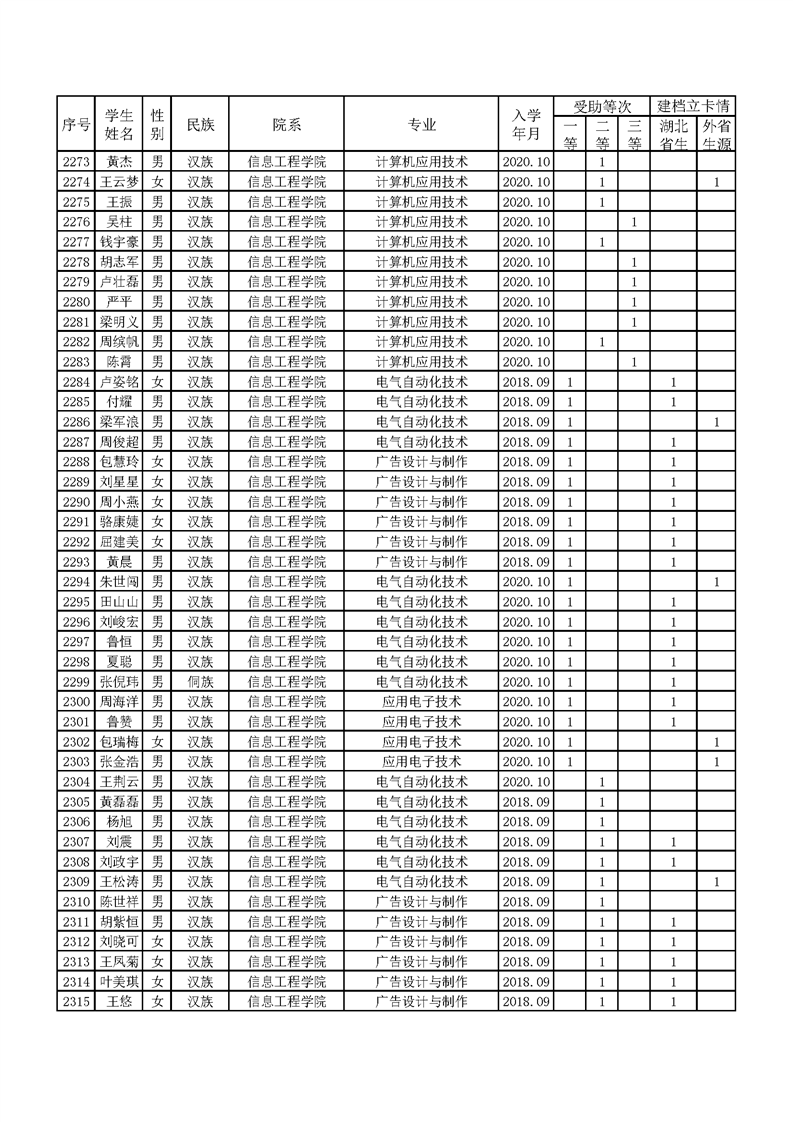 序号 学生姓名 性别 民族 院系 专业 入学年月 受助等次 建档立卡情
一等 二等 三等 湖北省生 外省生源
2273 黄杰 男 汉族 信息工程学院 计算机应用技术 2020.10 1
2274 王云梦 女 汉族 信息工程学院 计算机应用技术 2020.10 1 1
2275 王振 男 汉族 信息工程学院 计算机应用技术 2020.10 1
2276 吴柱 男 汉族 信息工程学院 计算机应用技术 2020.10 1
2277 钱宇豪 男 汉族 信息工程学院 计算机应用技术 2020.10 1
2278 胡志军 男 汉族 信息工程学院 计算机应用技术 2020.10 1
2279 卢壮磊 男 汉族 信息工程学院 计算机应用技术 2020.10 1
2280 严平 男 汉族 信息工程学院 计算机应用技术 2020.10 1
2281 梁明义 男 汉族 信息工程学院 计算机应用技术 2020.10 1
2282 周缤帆 男 汉族 信息工程学院 计算机应用技术 2020.10 1
2283 陈霄 男 汉族 信息工程学院 计算机应用技术 2020.10 1
2284 卢姿铭 女 汉族 信息工程学院 电气自动化技术 2018.09 1 1
2285 付耀 男 汉族 信息工程学院 电气自动化技术 2018.09 1 1
2286 梁军浪 男 汉族 信息工程学院 电气自动化技术 2018.09 1 1
2287 周俊超 男 汉族 信息工程学院 电气自动化技术 2018.09 1 1
2288 包慧玲 女 汉族 信息工程学院 广告设计与制作 2018.09 1 1
2289 刘星星 女 汉族 信息工程学院 广告设计与制作 2018.09 1 1
2290 周小燕 女 汉族 信息工程学院 广告设计与制作 2018.09 1 1
2291 骆康婕 女 汉族 信息工程学院 广告设计与制作 2018.09 1 1
2292 屈建美 女 汉族 信息工程学院 广告设计与制作 2018.09 1 1
2293 黄晨 男 汉族 信息工程学院 广告设计与制作 2018.09 1 1
2294 朱世闯 男 汉族 信息工程学院 电气自动化技术 2020.10 1 1
2295 田山山 男 汉族 信息工程学院 电气自动化技术 2020.10 1 1
2296 刘峻宏 男 汉族 信息工程学院 电气自动化技术 2020.10 1 1
2297 鲁恒 男 汉族 信息工程学院 电气自动化技术 2020.10 1 1
2298 夏聪 男 汉族 信息工程学院 电气自动化技术 2020.10 1 1
2299 张倪玮 男 侗族 信息工程学院 电气自动化技术 2020.10 1 1
2300 周海洋 男 汉族 信息工程学院 应用电子技术 2020.10 1 1
2301 鲁赞 男 汉族 信息工程学院 应用电子技术 2020.10 1 1
2302 包瑞梅 女 汉族 信息工程学院 应用电子技术 2020.10 1 1
2303 张金浩 男 汉族 信息工程学院 应用电子技术 2020.10 1 1
2304 王荆云 男 汉族 信息工程学院 电气自动化技术 2020.10 1
2305 黄磊磊 男 汉族 信息工程学院 电气自动化技术 2018.09 1
2306 杨旭 男 汉族 信息工程学院 电气自动化技术 2018.09 1
2307 刘震 男 汉族 信息工程学院 电气自动化技术 2018.09 1 1
2308 刘政宇 男 汉族 信息工程学院 电气自动化技术 2018.09 1 1
2309 王松涛 男 汉族 信息工程学院 电气自动化技术 2018.09 1 1
2310 陈世祥 男 汉族 信息工程学院 广告设计与制作 2018.09 1
2311 胡紫恒 男 汉族 信息工程学院 广告设计与制作 2018.09 1 1
2312 刘晓可 女 汉族 信息工程学院 广告设计与制作 2018.09 1 1
2313 王凤菊 女 汉族 信息工程学院 广告设计与制作 2018.09 1 1
2314 叶美琪 女 汉族 信息工程学院 广告设计与制作 2018.09 1 1
2315 王悠 女 汉族 信息工程学院 广告设计与制作 2018.09 1 1